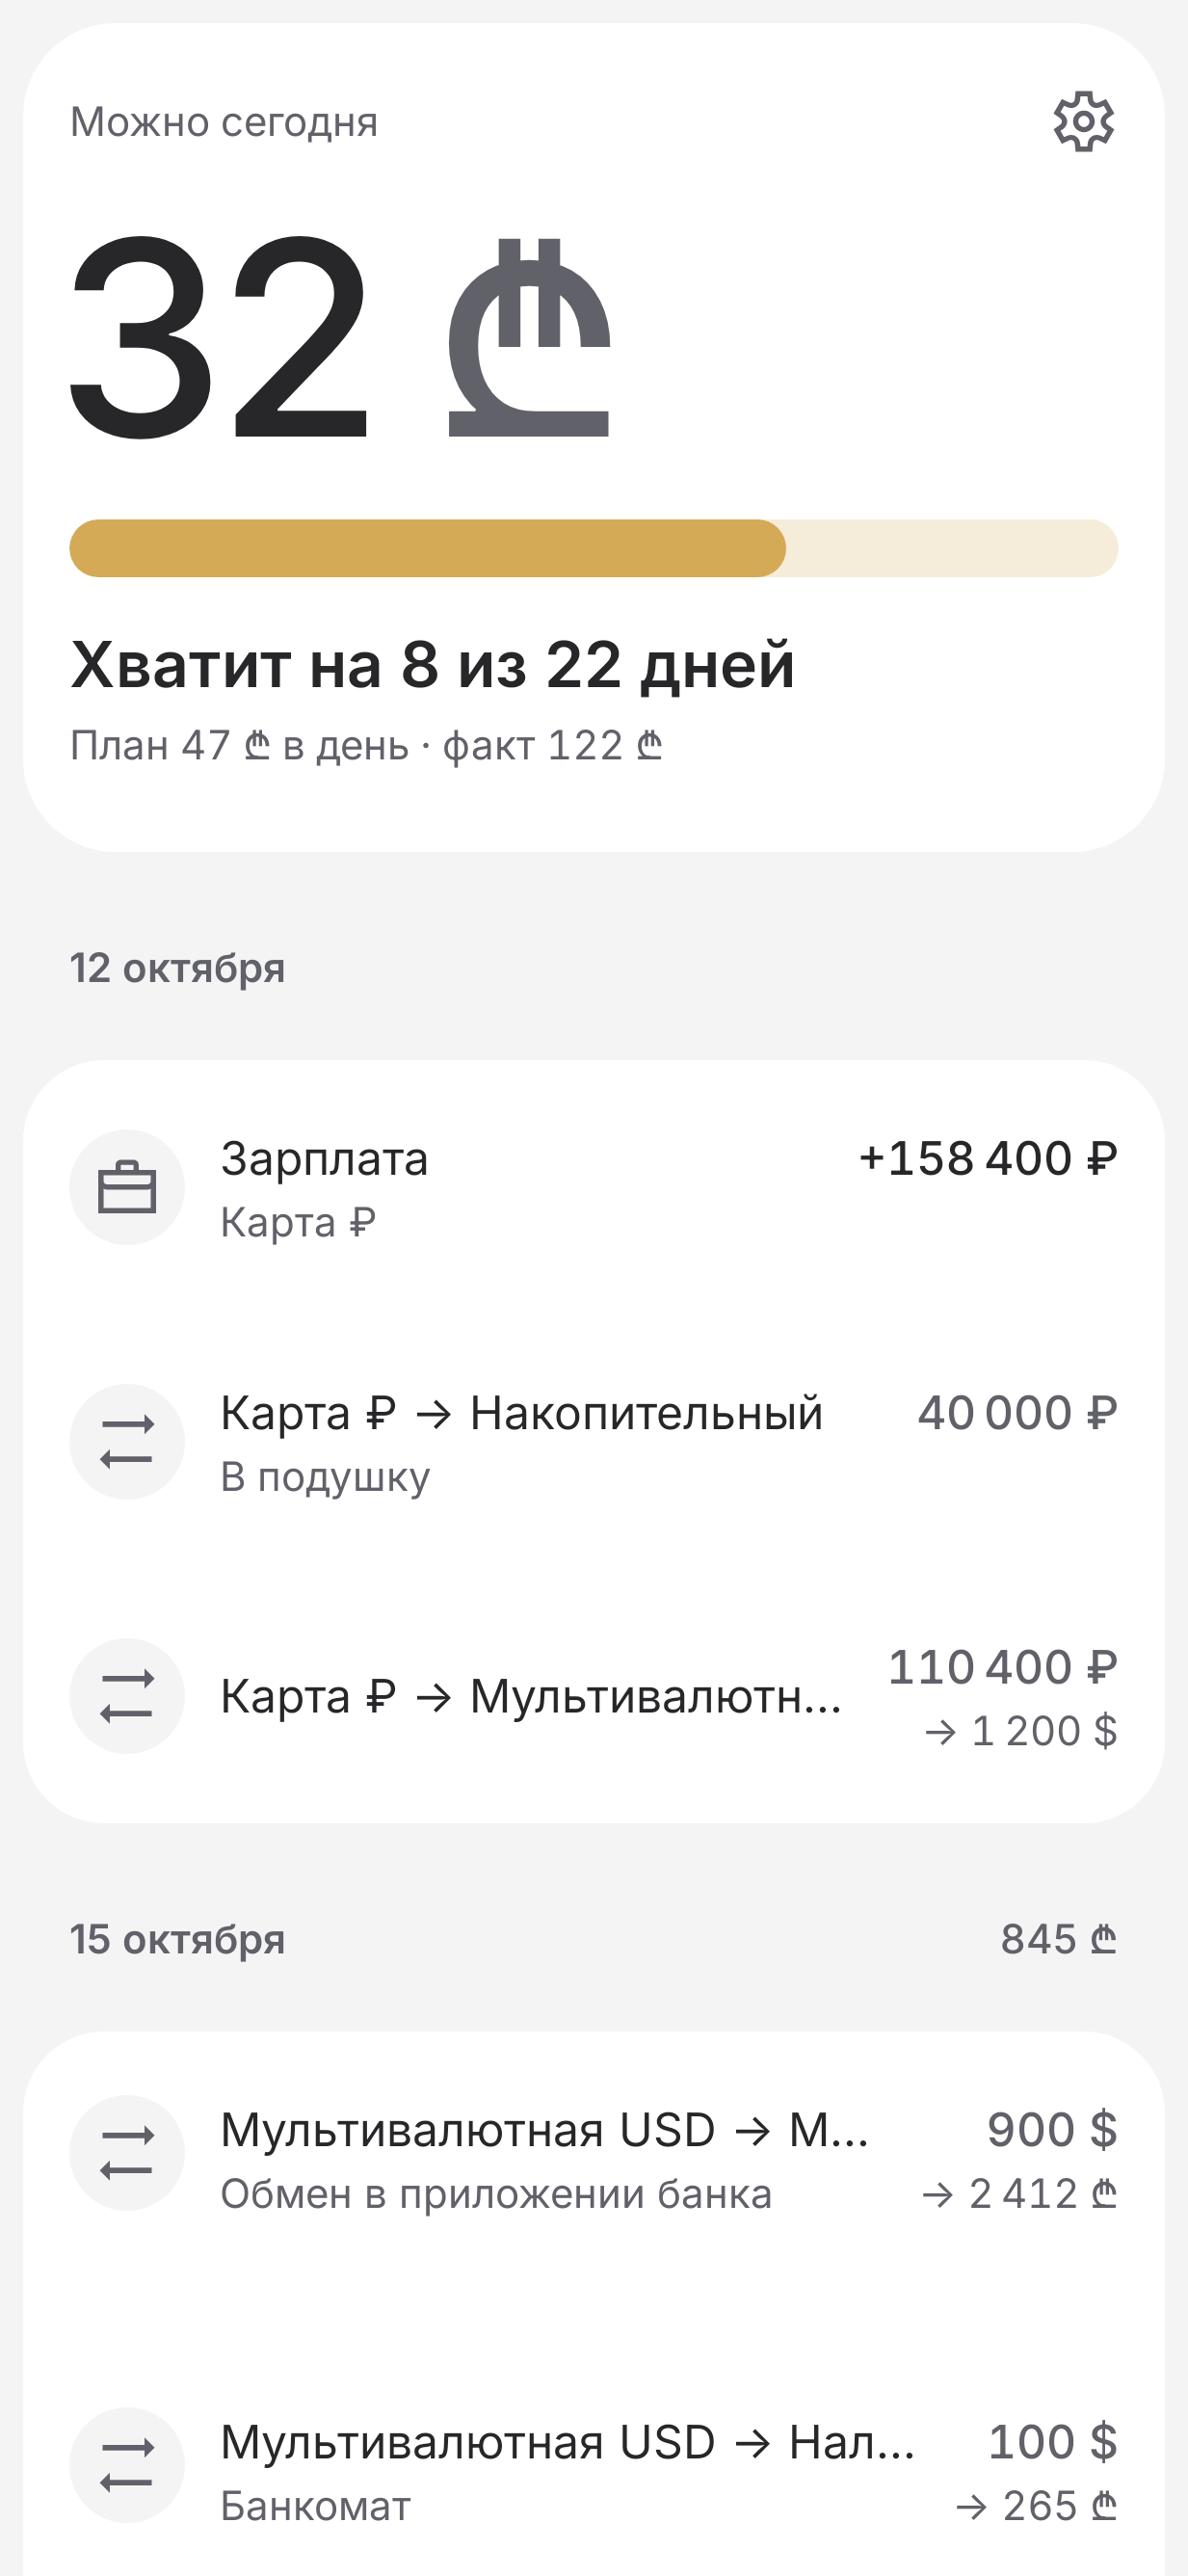 Можно сегодня
32 ₾
Хватит на 8 из 22 дней
План 47 ₾ в день · факт 122 ₾
12 октября
Зарплата +158 400 ₽
Карта ₽
Карта ₽ → Накопительный 40 000 ₽
В подушку
Карта ₽ → Мультивалютн... 110 400 ₽
→ 1 200 $
15 октября 845 ₾
Мультивалютная USD → М... 900 $
Обмен в приложении банка → 2 412 ₾
Мультивалютная USD → Нал... 100 $
Банкомат → 265 ₾